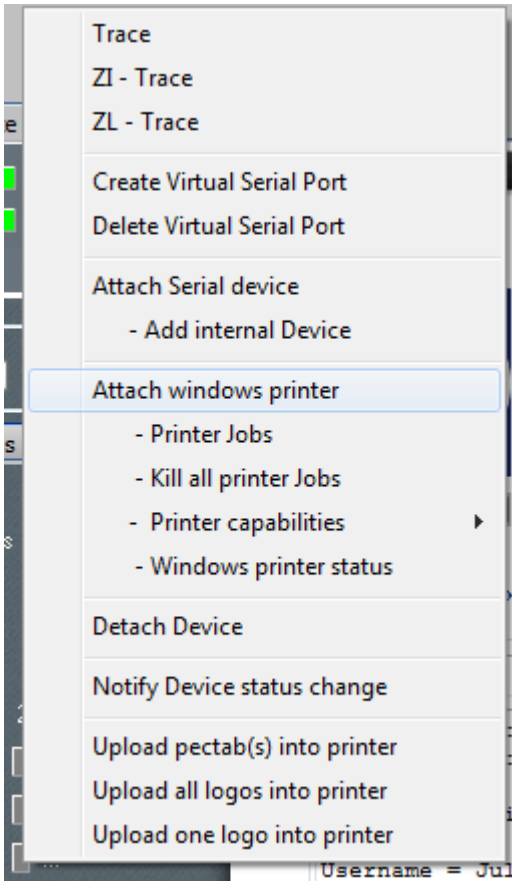 Trace
ZI - Trace
ZL - Trace
Create Virtual Serial Port
Delete Virtual Serial Port
Attach Serial device
- Add internal Device
Attach windows printer
- Printer Jobs
- Kill all printer Jobs
- Printer capabilities
- Windows printer status
Detach Device
Notify Device status change
Upload pectab(s) into printer
Upload all logos into printer
Upload one logo into printer
Username = Jul